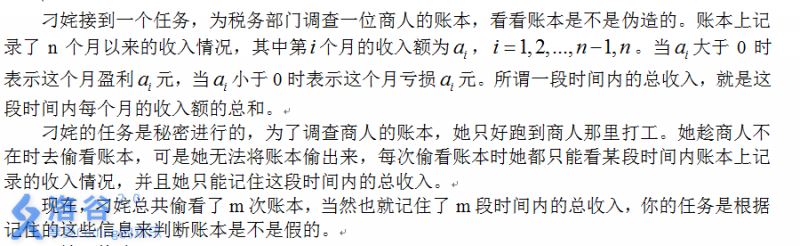 刁姹接到一个任务，为税务部门调查一位商人的账本，看看账本是不是伪造的。账本上记
录了 n 个月以来的收入情况，其中第 i 个月的收入额为 aᵢ，i = 1,2,...,n−1,n。当 aᵢ 大于 0 时
表示这个月盈利 aᵢ 元，当 aᵢ 小于 0 时表示这个月亏损 aᵢ 元。所谓一段时间内的总收入，就是这
段时间内每个月的收入额的总和。
刁姹的任务是秘密进行的，为了调查商人的账本，她只好跑到商人那里打工。她趁商人不
在时去偷看账本，可是她无法将账本偷出来，每次偷看账本时她都只能看某段时间内账本上记
录的收入情况，并且她只能记住这段时间内的总收入。
现在，刁姹总共偷看了 m 次账本，当然也就记住了 m 段时间内的总收入，你的任务是根据
记住的这些信息来判断账本是不是假的。
洛谷
2.0